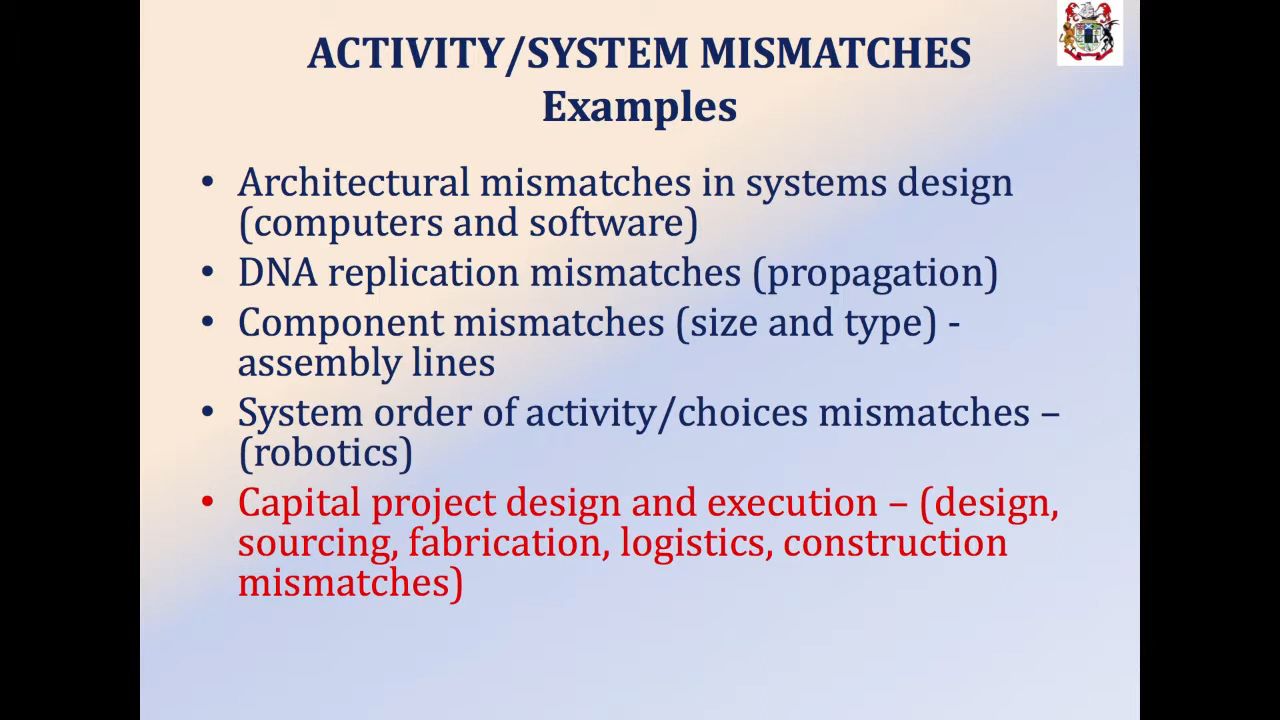 ACTIVITY/SYSTEM MISMATCHES
Examples
• Architectural mismatches in systems design
(computers and software)
• DNA replication mismatches (propagation)
• Component mismatches (size and type) -
assembly lines
• System order of activity/choices mismatches –
(robotics)
• Capital project design and execution – (design,
sourcing, fabrication, logistics, construction
mismatches)